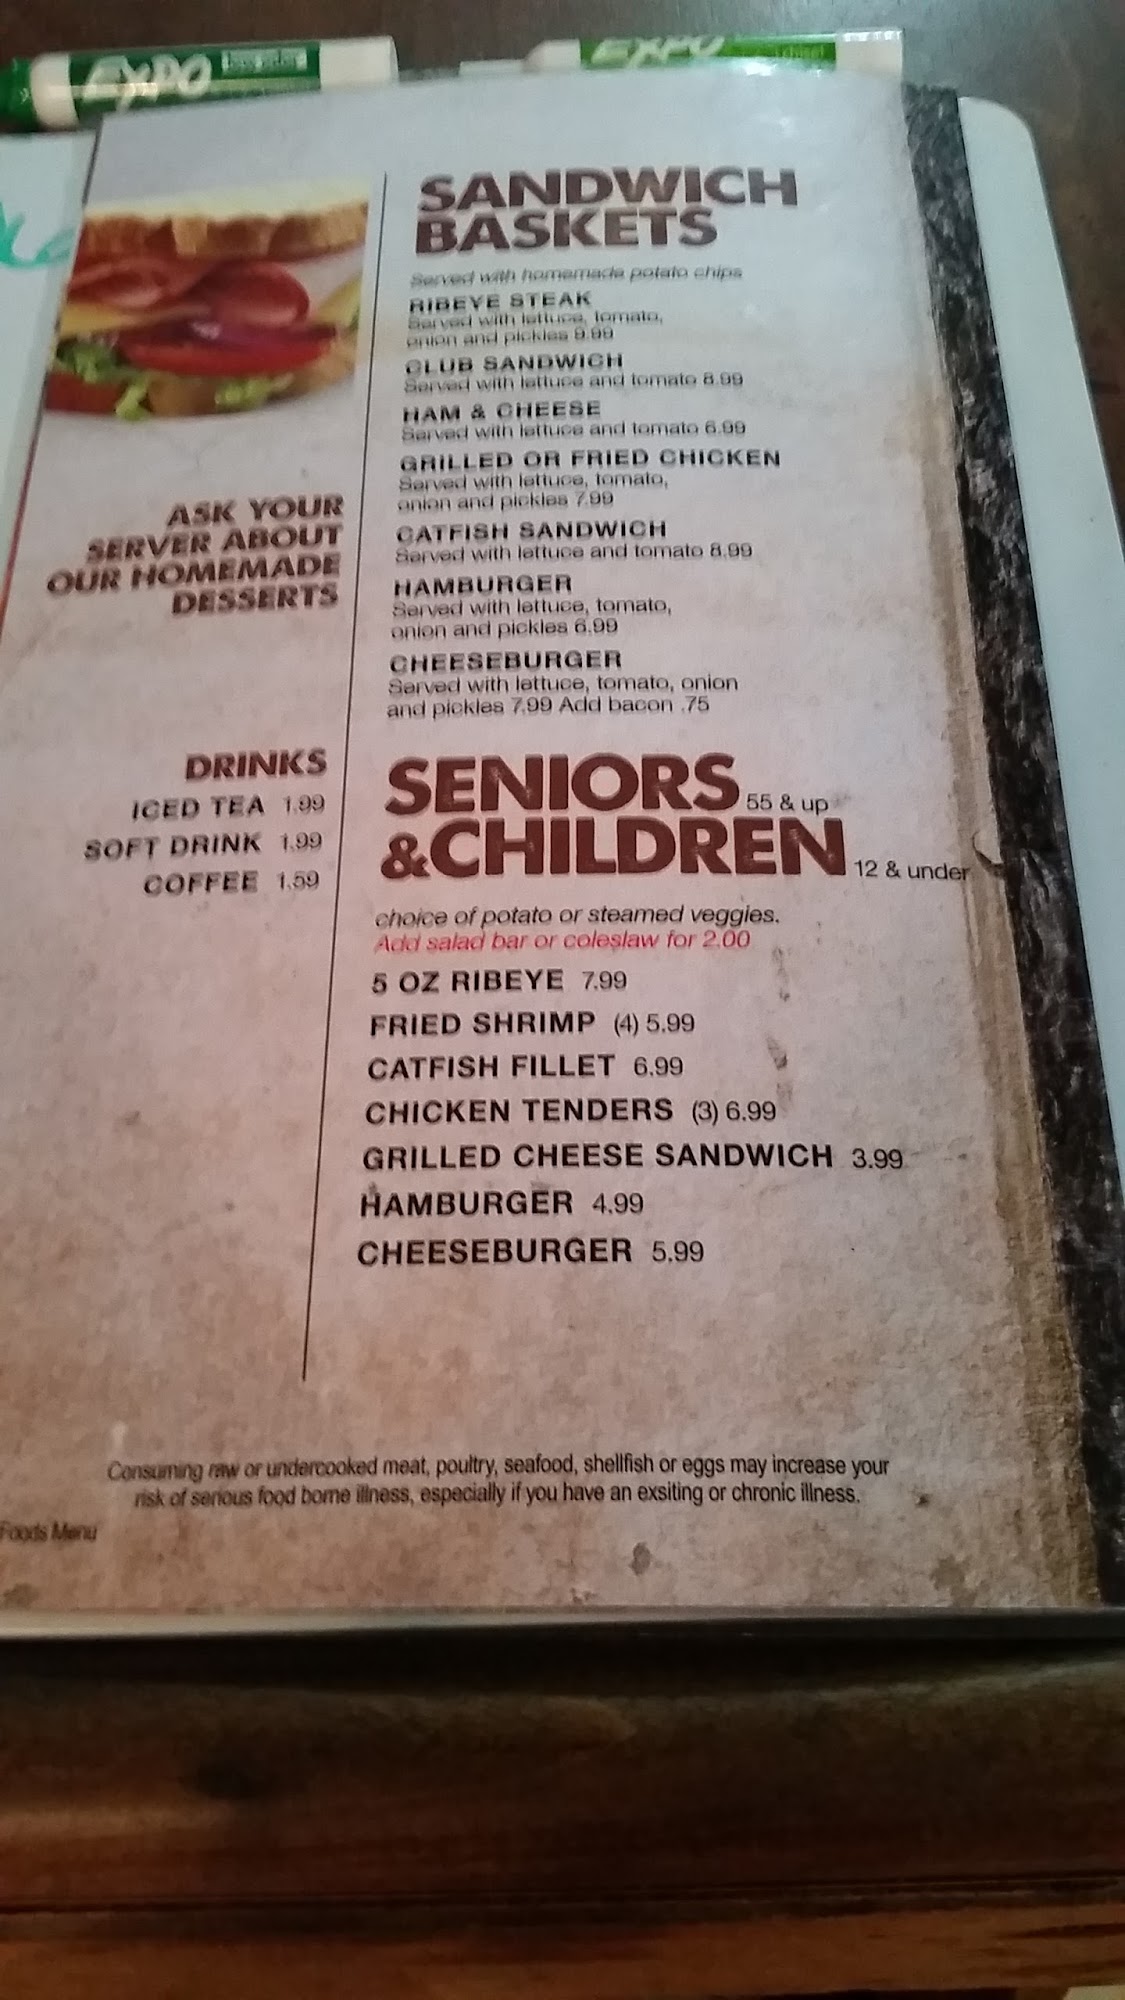 EXPO
EXPO
chisel
SANDWICH
BASKETS
Served with homemade potato chips
RIBEYE STEAK
Served with lettuce, tomato,
onion and pickles 9.99
CLUB SANDWICH
Served with lettuce and tomato 8.99
HAM & CHEESE
Served with lettuce and tomato 6.99
GRILLED OR FRIED CHICKEN
Served with lettuce, tomato,
onion and pickles 7.99
CATFISH SANDWICH
Served with lettuce and tomato 8.99
HAMBURGER
Served with lettuce, tomato,
onion and pickles 6.99
CHEESEBURGER
Served with lettuce, tomato, onion
and pickles 7.99 Add bacon .75
ASK YOUR
SERVER ABOUT
OUR HOMEMADE
DESSERTS
DRINKS
ICED TEA 1.99
SOFT DRINK 1.99
COFFEE 1.59
SENIORS 55 & up
&CHILDREN 12 & under
choice of potato or steamed veggies.
Add salad bar or coleslaw for 2.00
5 OZ RIBEYE 7.99
FRIED SHRIMP (4) 5.99
CATFISH FILLET 6.99
CHICKEN TENDERS (3) 6.99
GRILLED CHEESE SANDWICH 3.99
HAMBURGER 4.99
CHEESEBURGER 5.99
Consuming raw or undercooked meat, poultry, seafood, shellfish or eggs may increase your
risk of serious food borne illness, especially if you have an exsiting or chronic illness.
Foods Menu